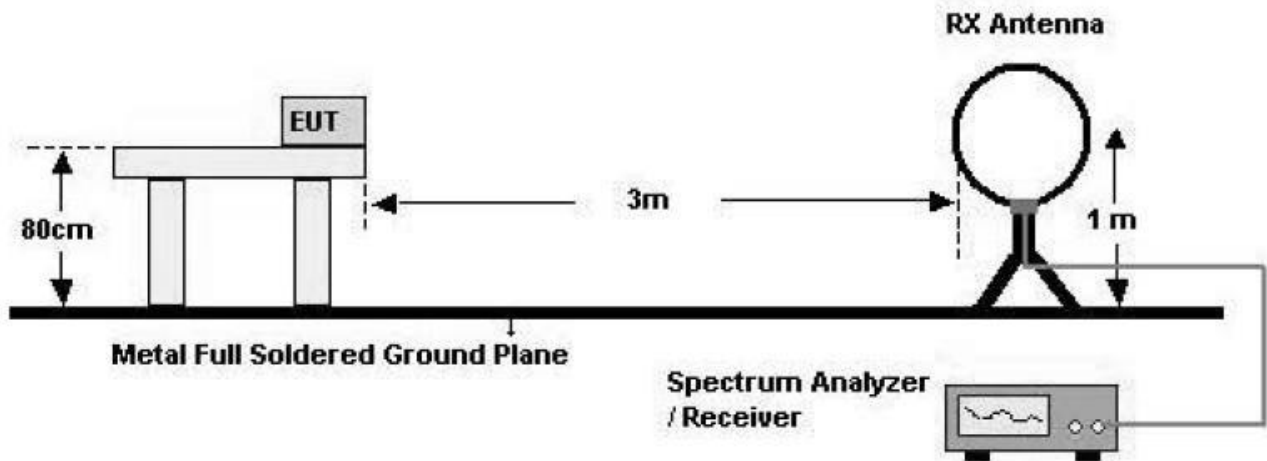 RX Antenna
EUT
80cm
3m
1 m
Metal Full Soldered Ground Plane
Spectrum Analyzer
/ Receiver